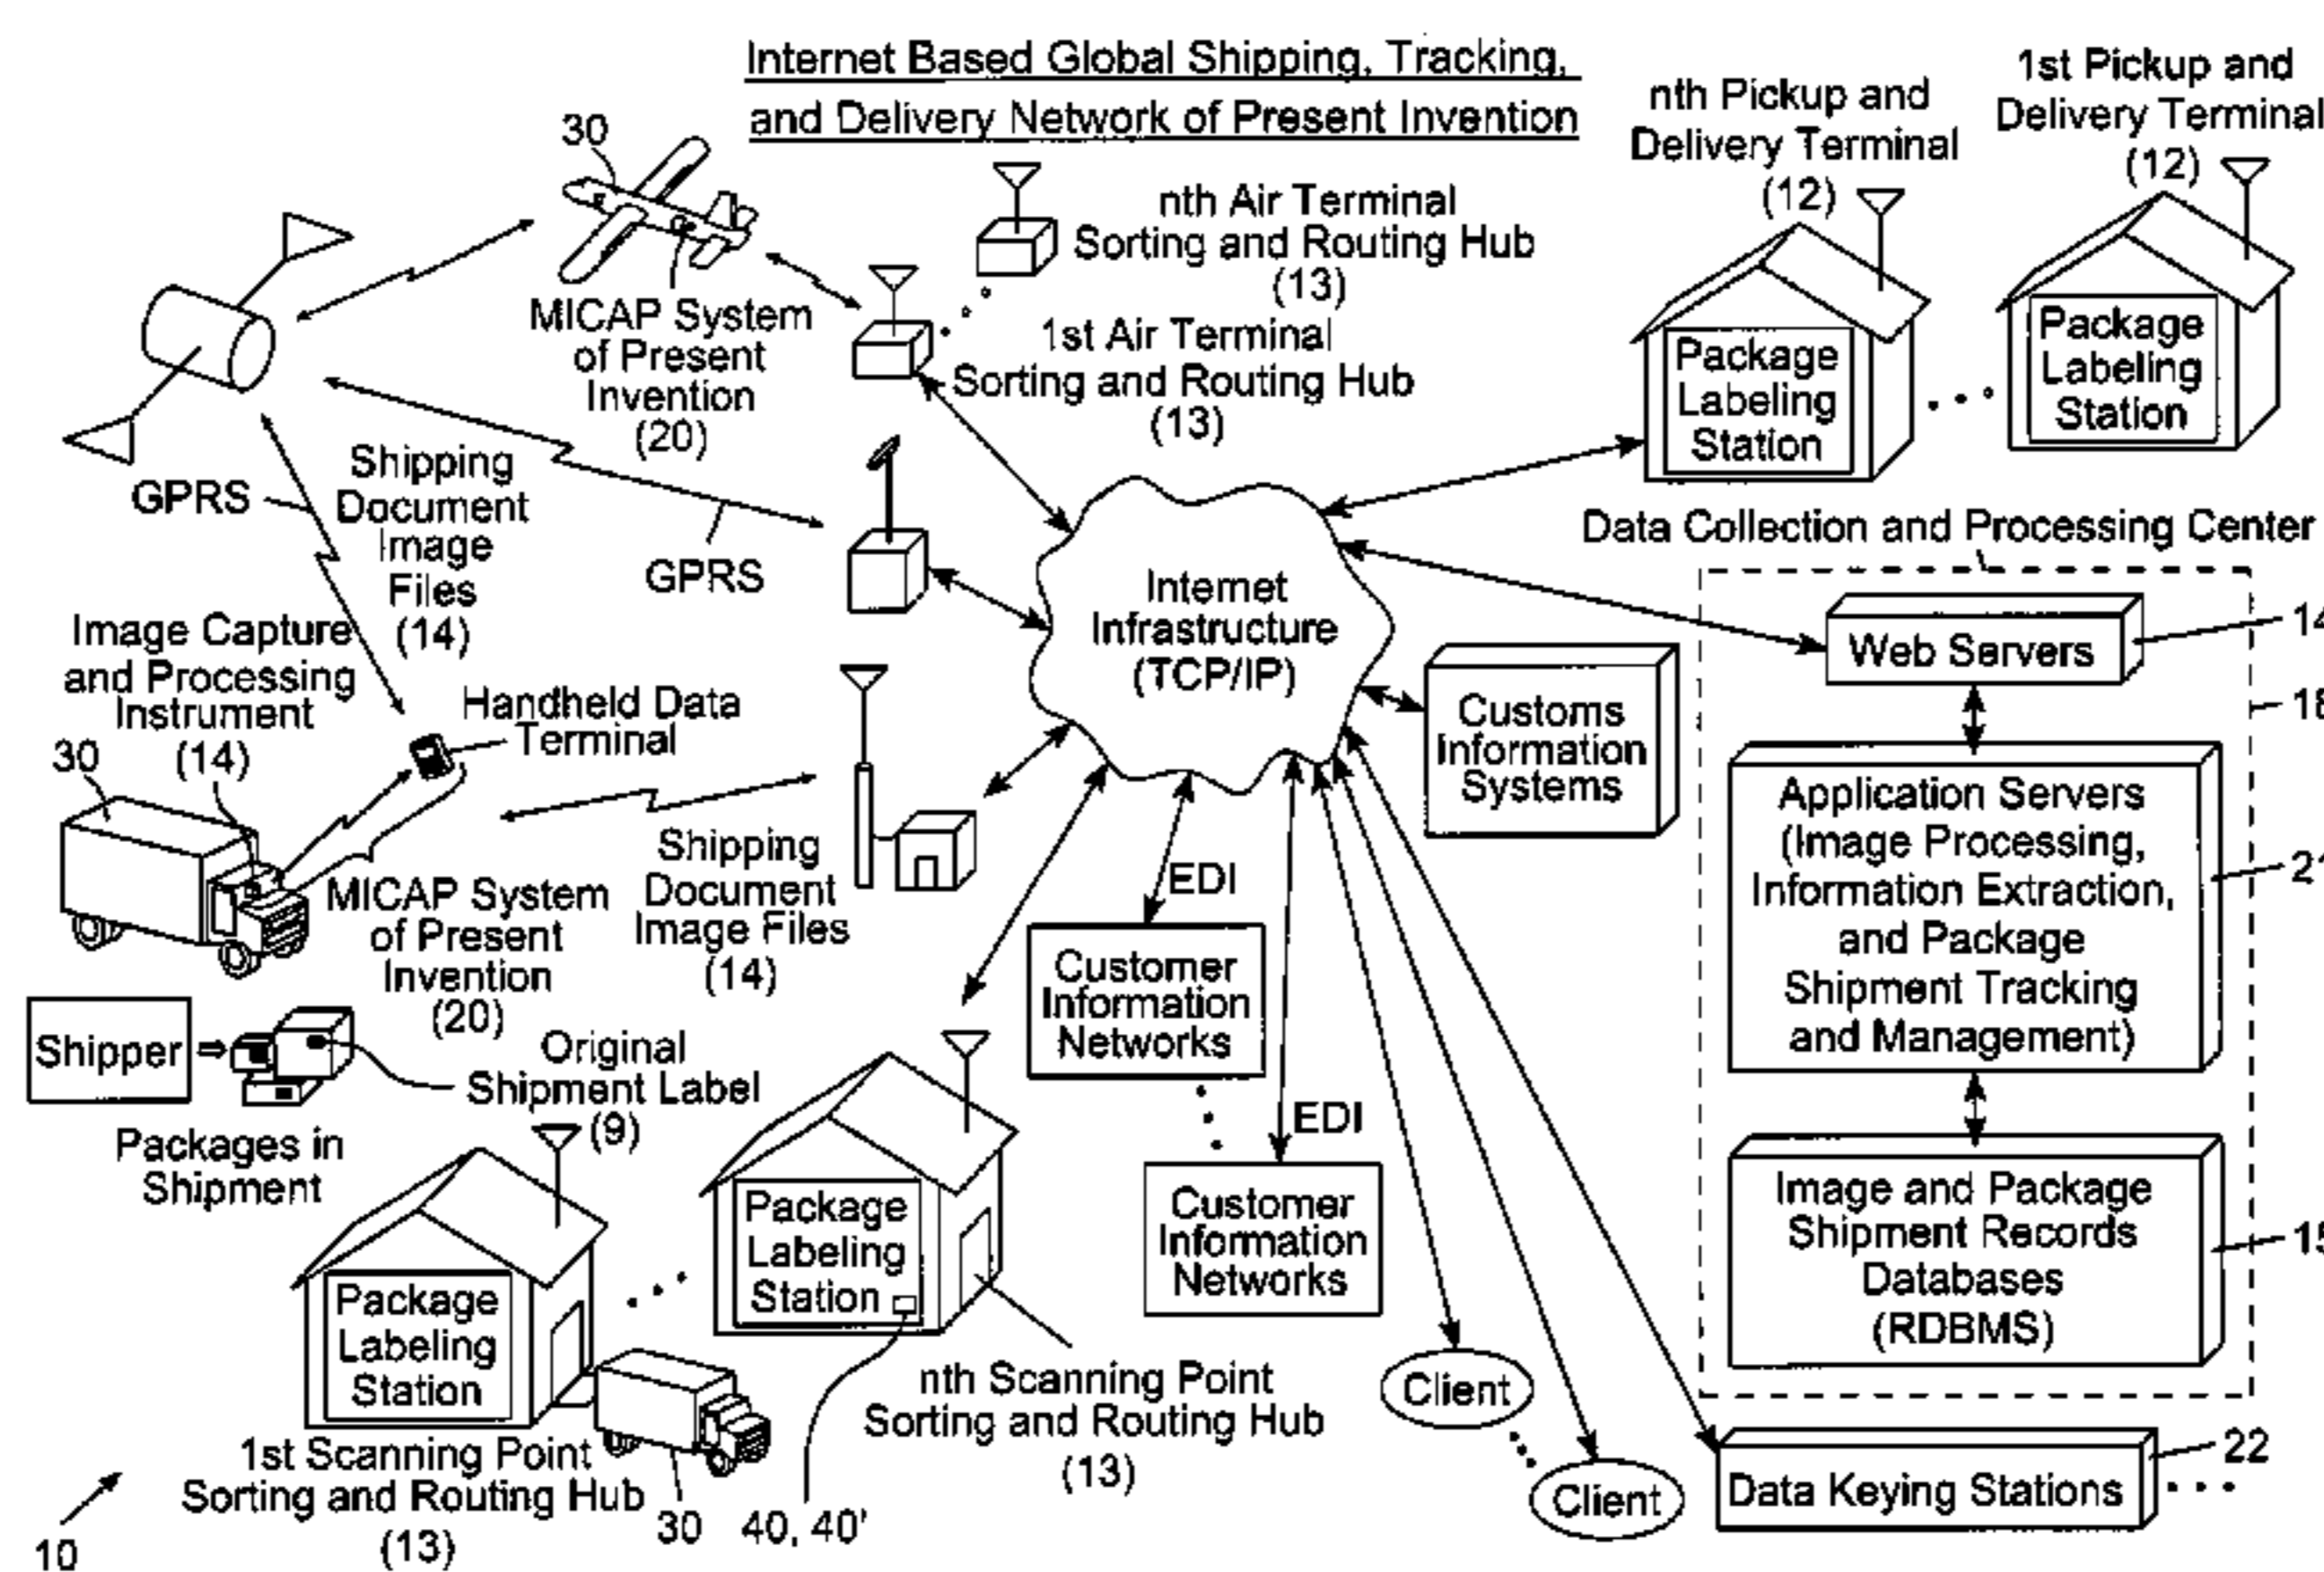 Internet Based Global Shipping, Tracking,
and Delivery Network of Present Invention
30
nth Air Terminal
Sorting and Routing Hub
(13)
1st Air Terminal
Sorting and Routing Hub
(13)
nth Pickup and
Delivery Terminal
(12)
1st Pickup and
Delivery Terminal
(12)
Package
Labeling
Station
Package
Labeling
Station
MICAP System
of Present
Invention
(20)
GPRS
Shipping
Document
Image
Files
(14)
GPRS
Internet
Infrastructure
(TCP/IP)
Data Collection and Processing Center
Web Servers
14
18
Application Servers
(Image Processing,
Information Extraction,
and Package
Shipment Tracking
and Management)
Image and Package
Shipment Records
Databases
(RDBMS)
Customs
Information
Systems
Image Capture
and Processing
Instrument
(14)
30
Handheld Data
Terminal
MICAP System
of Present
Invention
(20)
Shipping
Document
Image Files
(14)
EDI
Customer
Information
Networks
EDI
Customer
Information
Networks
Shipper
Original
Shipment Label
(9)
Packages in
Shipment
Package
Labeling
Station
Package
Labeling
Station
1st Scanning Point
Sorting and Routing Hub
(13)
30
40, 40'
nth Scanning Point
Sorting and Routing Hub
(13)
Client
Client
Data Keying Stations
22
10